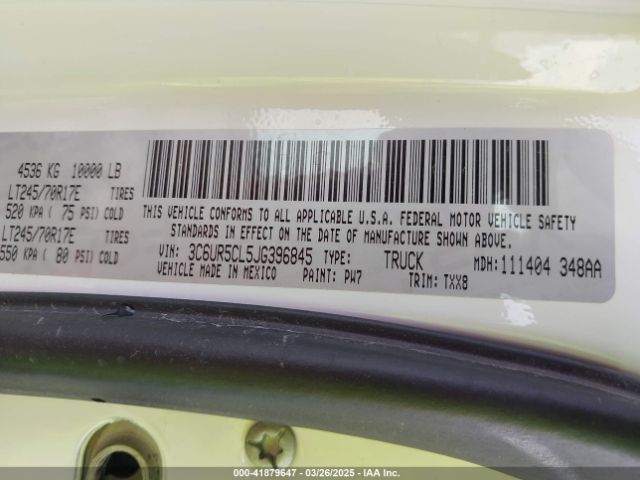 4536 KG 10000 LB
LT245/70R17E TIRES
520 KPA ( 75 PSI) COLD
LT245/70R17E TIRES
550 KPA ( 80 PSI) COLD
THIS VEHICLE CONFORMS TO ALL APPLICABLE U.S.A. FEDERAL MOTOR VEHICLE SAFETY
STANDARDS IN EFFECT ON THE DATE OF MANUFACTURE SHOWN ABOVE.
VIN: 3C6UR5CL5JG396845 TYPE: TRUCK MDH:111404 348AA
VEHICLE MADE IN MEXICO PAINT: PW7 TRIM: TXX8
000-41879647 / 03/26/2025 / IAA Inc.